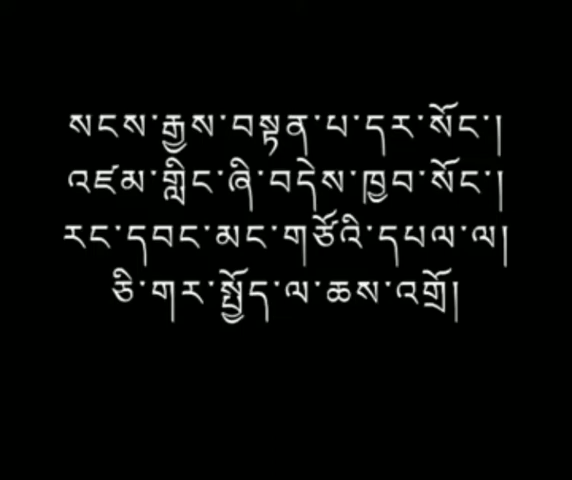 སངས་རྒྱས་བསྟན་པ་དར་སོང་།
འཛམ་གླིང་ཞི་བདེས་ཁྱབ་སོང་།
རང་དབང་མང་གཙོའི་དཔལ་ལ།
ཅི་གར་སྤྱོད་ལ་ཆས་འགྲོ།